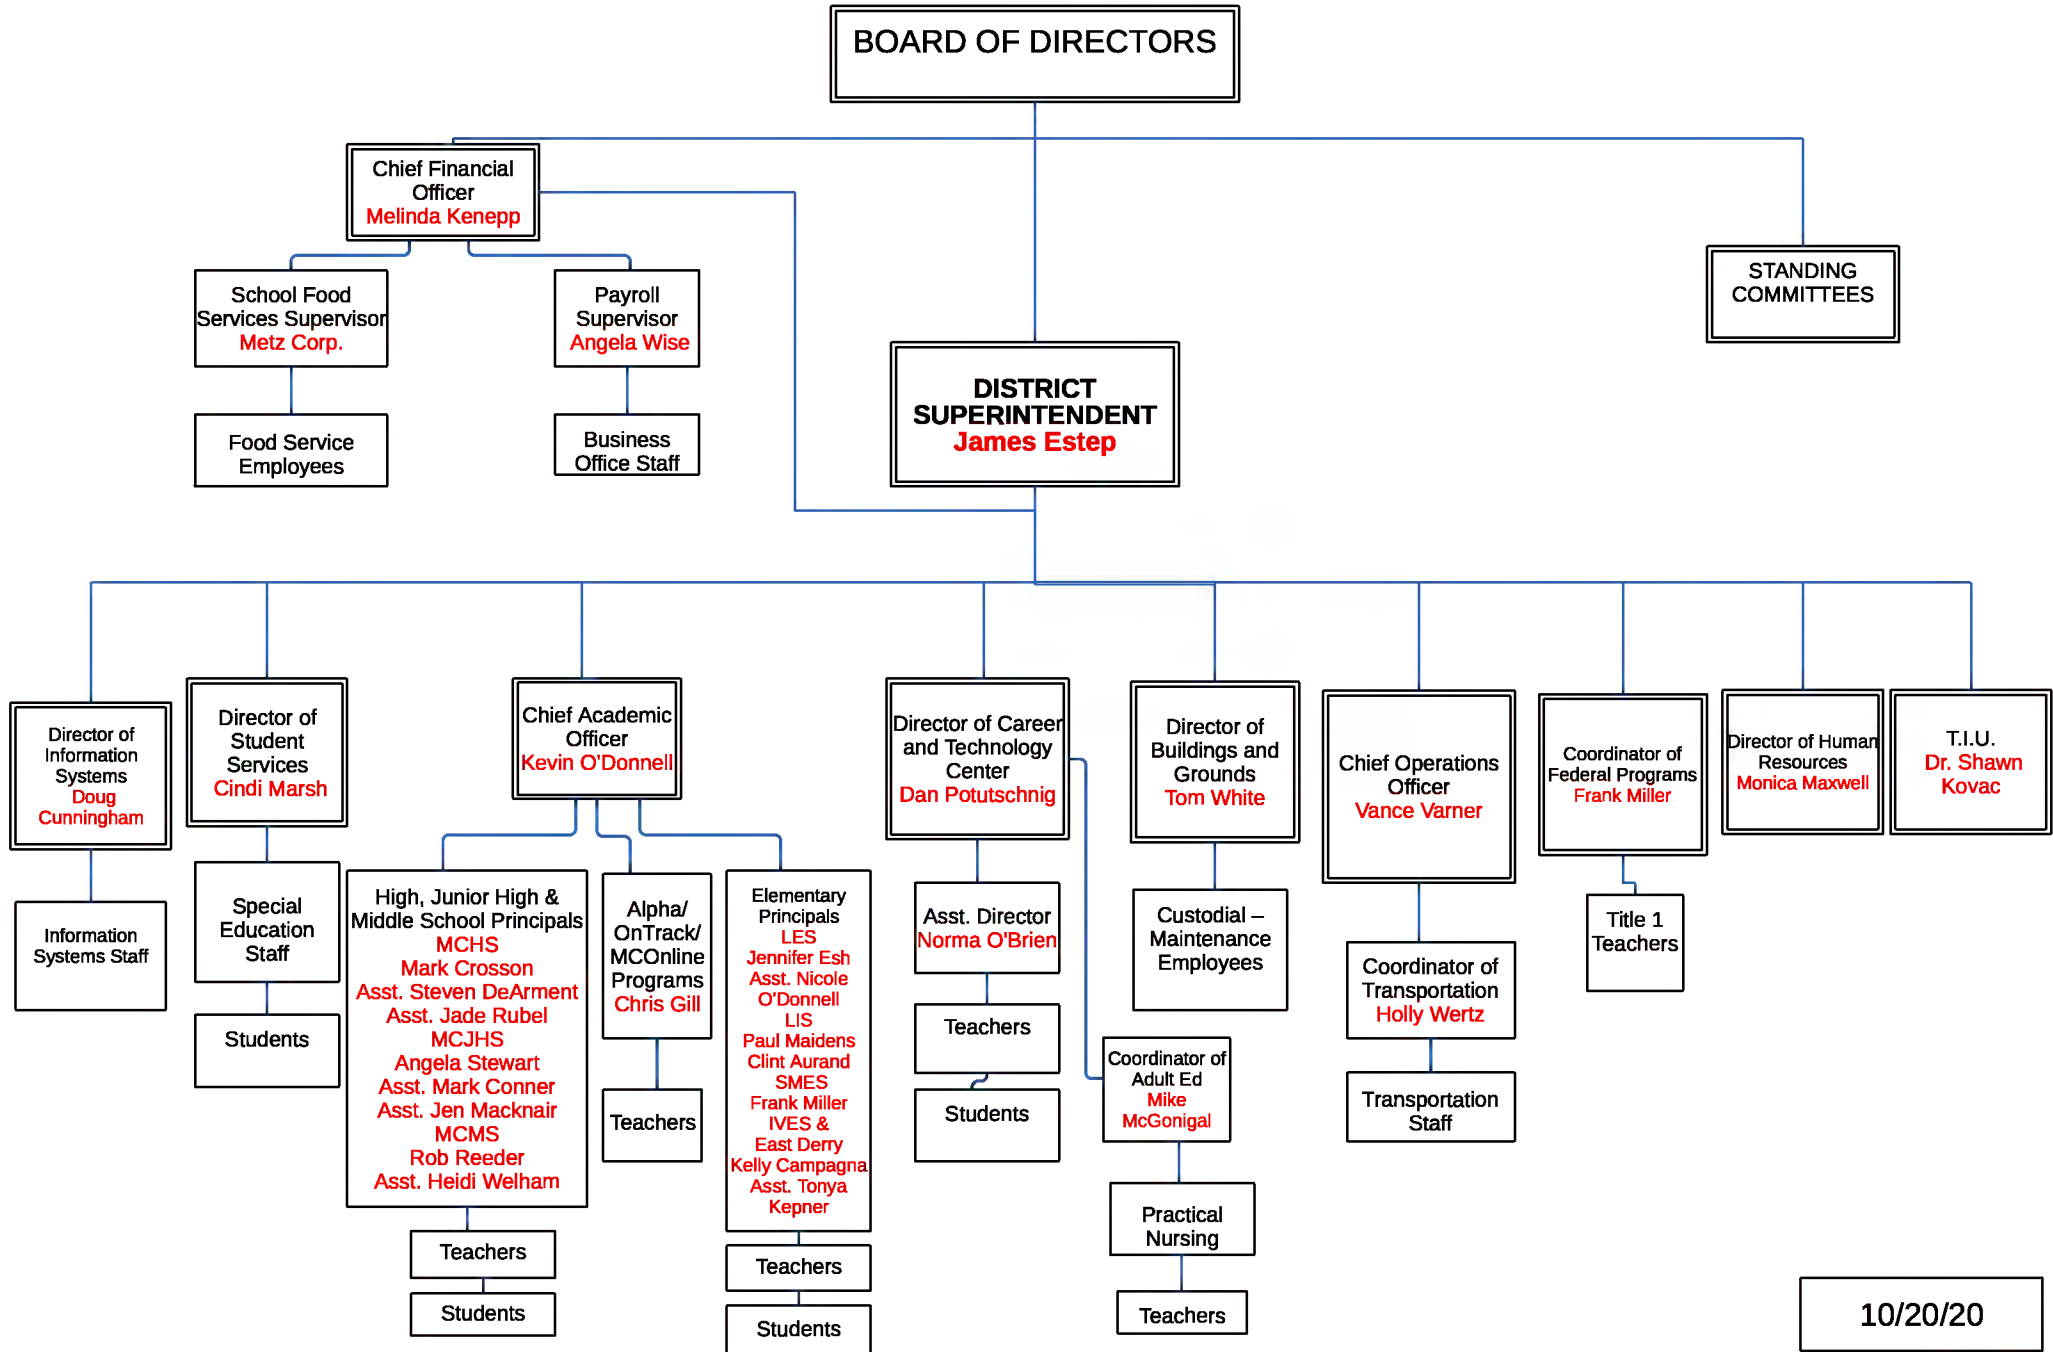 BOARD OF DIRECTORS
Chief Financial
Officer
Melinda Kenepp
STANDING
COMMITTEES
School Food
Services Supervisor
Metz Corp.
Payroll
Supervisor
Angela Wise
DISTRICT
SUPERINTENDENT
James Estep
Food Service
Employees
Business
Office Staff
Director of
Information
Systems
Doug
Cunningham
Director of
Student
Services
Cindi Marsh
Chief Academic
Officer
Kevin O'Donnell
Director of Career
and Technology
Center
Dan Potutschnig
Director of
Buildings and
Grounds
Tom White
Chief Operations
Officer
Vance Varner
Coordinator of
Federal Programs
Frank Miller
Director of Human
Resources
Monica Maxwell
T.I.U.
Dr. Shawn
Kovac
Information
Systems Staff
Special
Education
Staff
Students
High, Junior High &
Middle School Principals
MCHS
Mark Crosson
Asst. Steven DeArment
Asst. Jade Rubel
MCJHS
Angela Stewart
Asst. Mark Conner
Asst. Jen Macknair
MCMS
Rob Reeder
Asst. Heidi Welham
Teachers
Students
Alpha/
OnTrack/
MCOnline
Programs
Chris Gill
Teachers
Elementary
Principals
LES
Jennifer Esh
Asst. Nicole
O'Donnell
LIS
Paul Maidens
Clint Aurand
SMES
Frank Miller
IVES &
East Derry
Kelly Campagna
Asst. Tonya
Kepner
Teachers
Students
Asst. Director
Norma O'Brien
Teachers
Students
Coordinator of
Adult Ed
Mike
McGonigal
Practical
Nursing
Teachers
Custodial –
Maintenance
Employees
Coordinator of
Transportation
Holly Wertz
Transportation
Staff
Title 1
Teachers
10/20/20